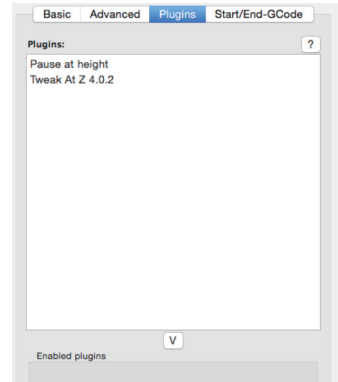 Basic Advanced Plugins Start/End-GCode
Plugins: ?
Pause at height
Tweak At Z 4.0.2
V
Enabled plugins